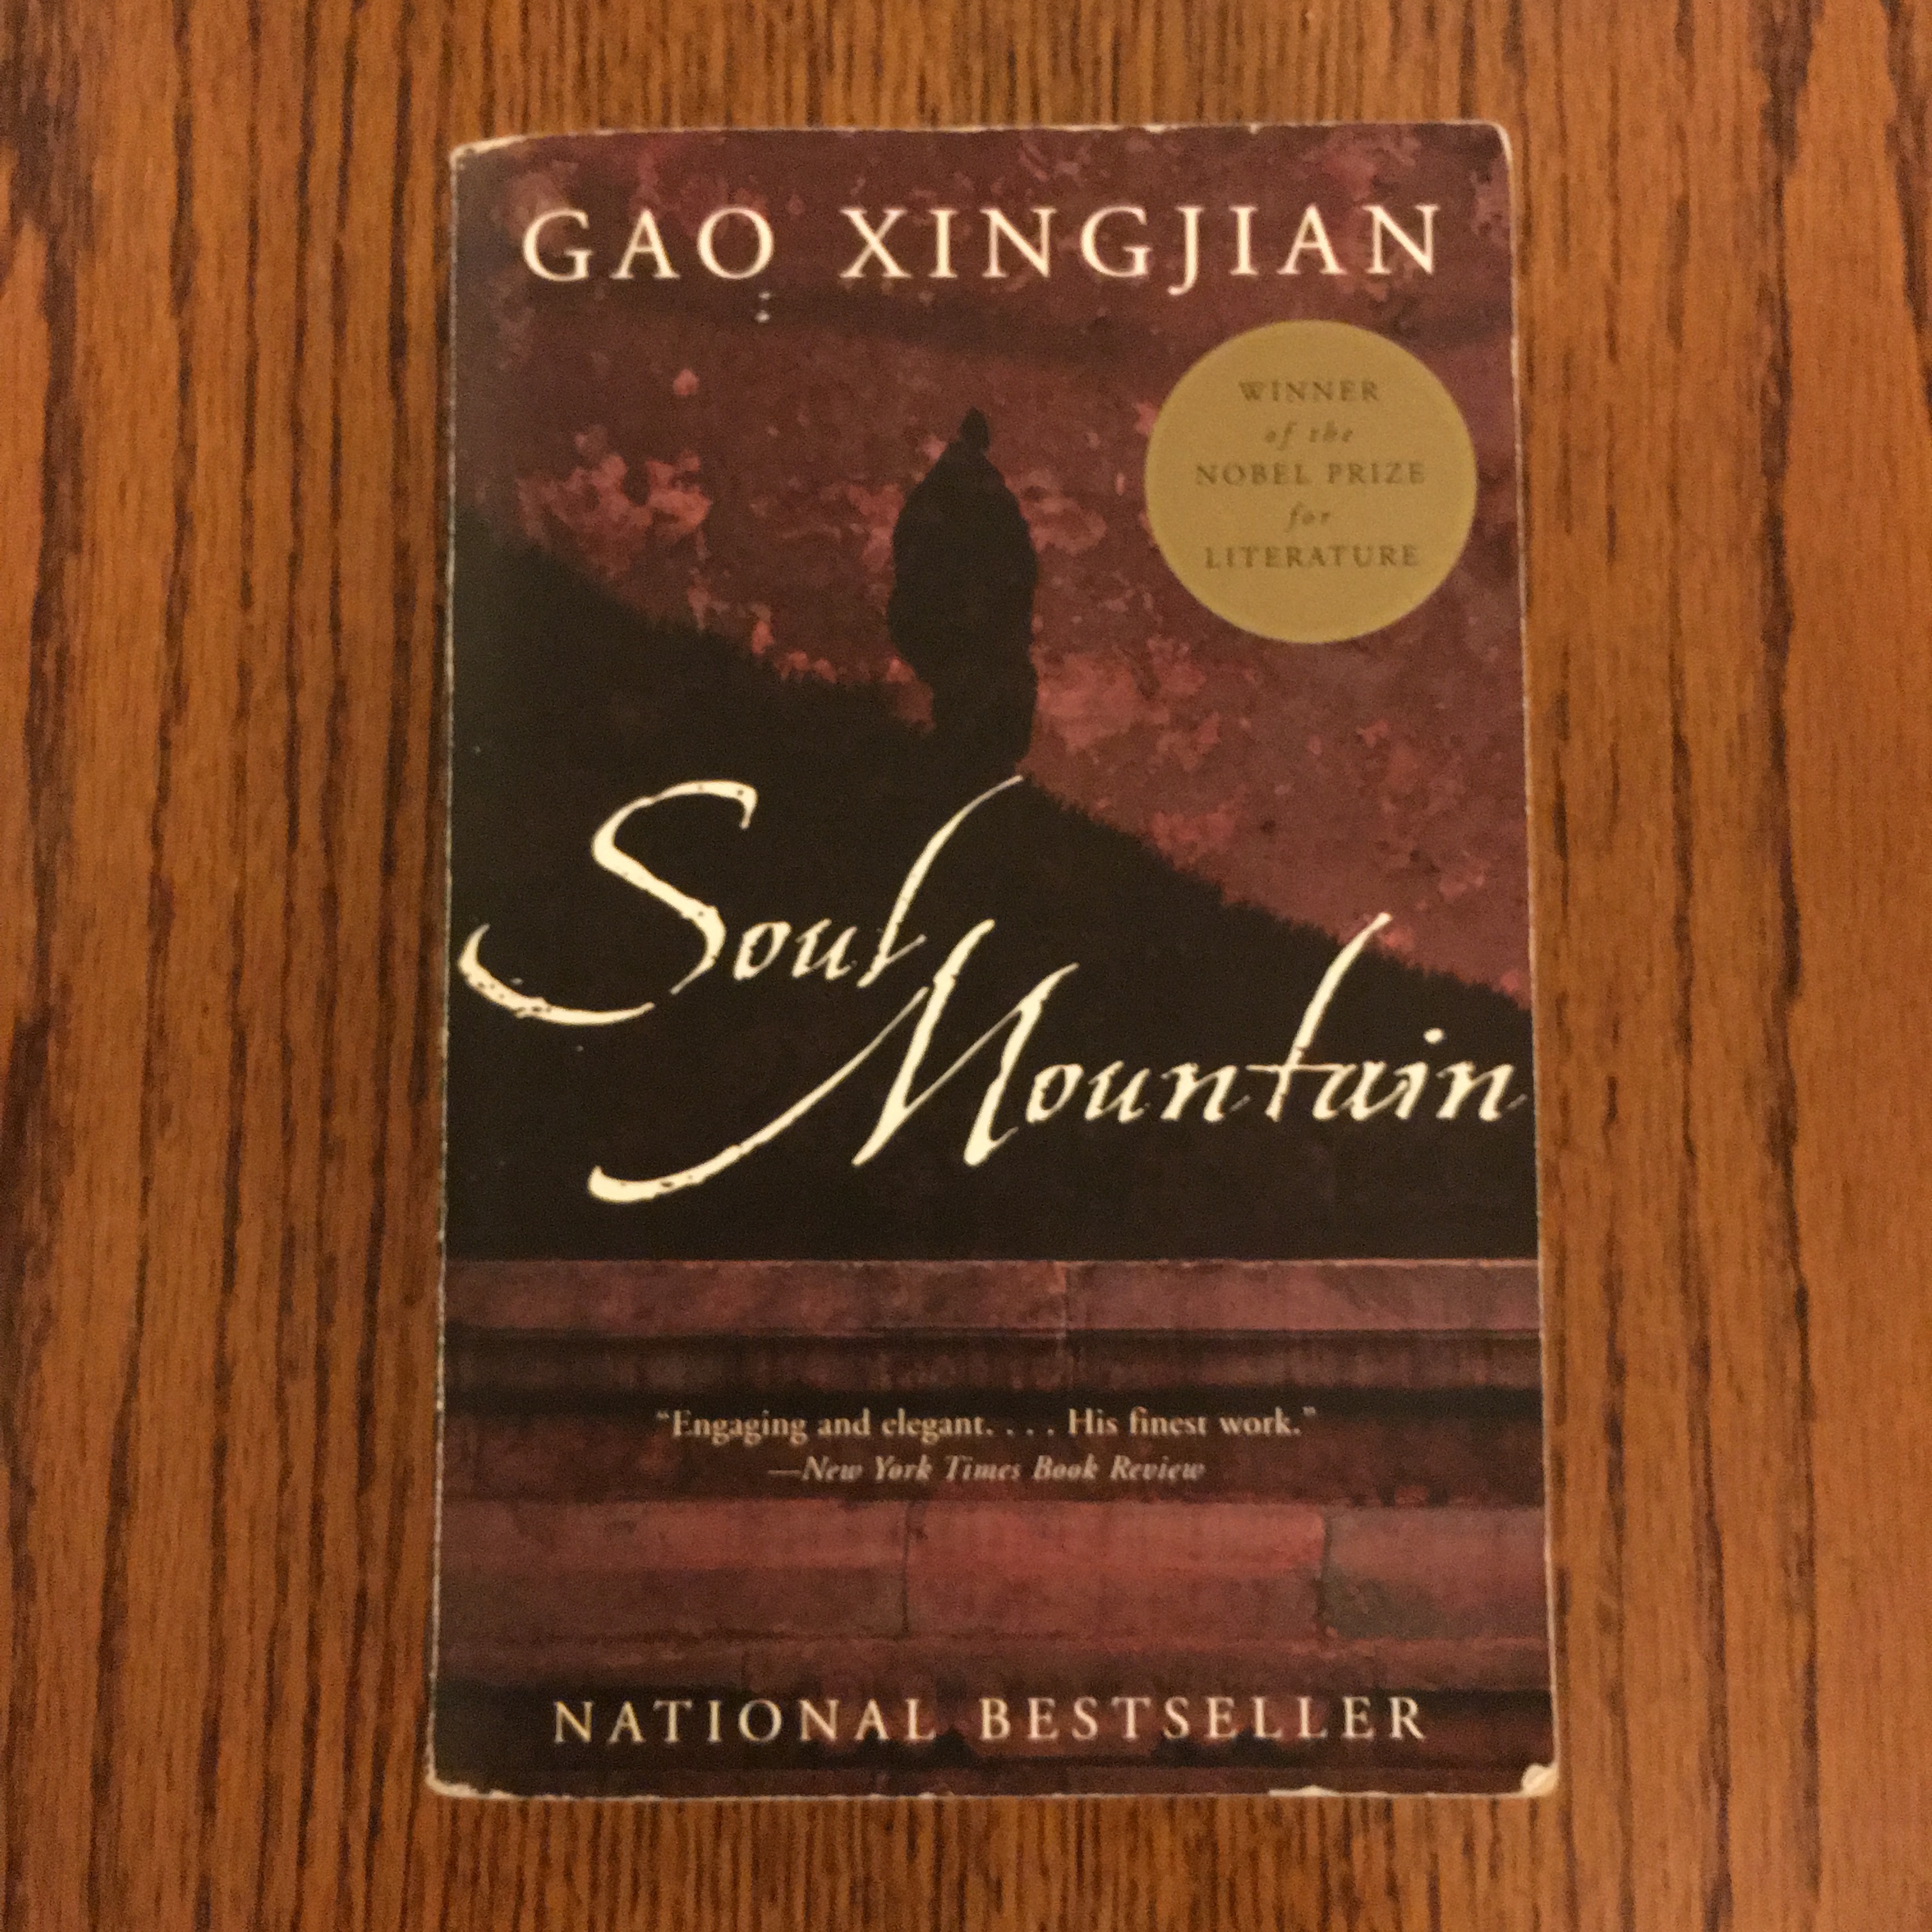 GAO XINGJIAN
WINNER
of the
NOBEL PRIZE
for
LITERATURE
Soul
Mountain
“Engaging and elegant. . . . His finest work.”
—New York Times Book Review
NATIONAL BESTSELLER